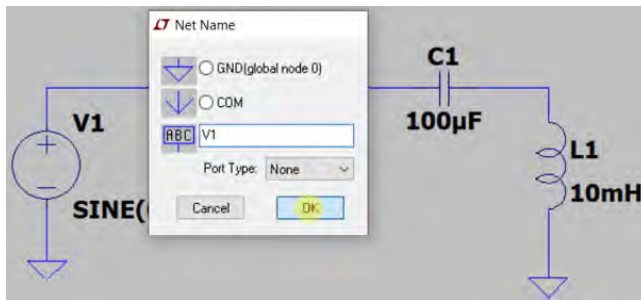 Net Name
GND(global node 0)
COM
ABC V1
Port Type: None
Cancel OK
V1
SINE(
C1
100µF
L1
10mH